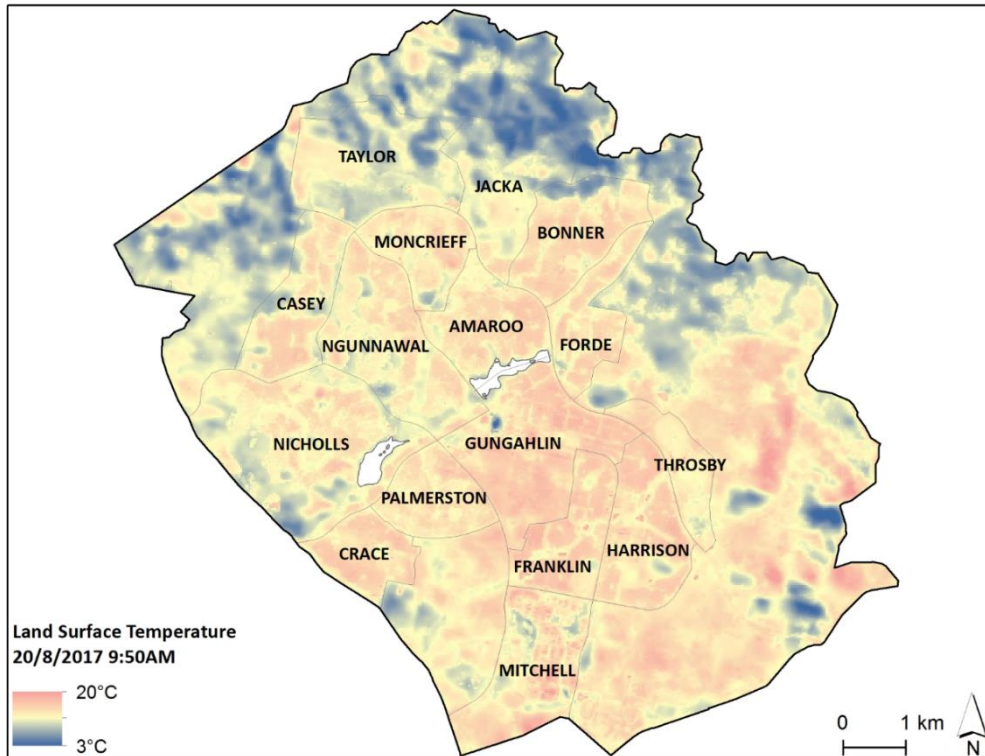 TAYLOR
JACKA
MONCRIEFF
BONNER
CASEY
AMAROO
NGUNNAWAL
FORDE
NICHOLLS
GUNGAHLIN
THROSBY
PALMERSTON
CRACE
FRANKLIN
HARRISON
MITCHELL
Land Surface Temperature
20/8/2017 9:50AM
20°C
3°C
0 1 km
N